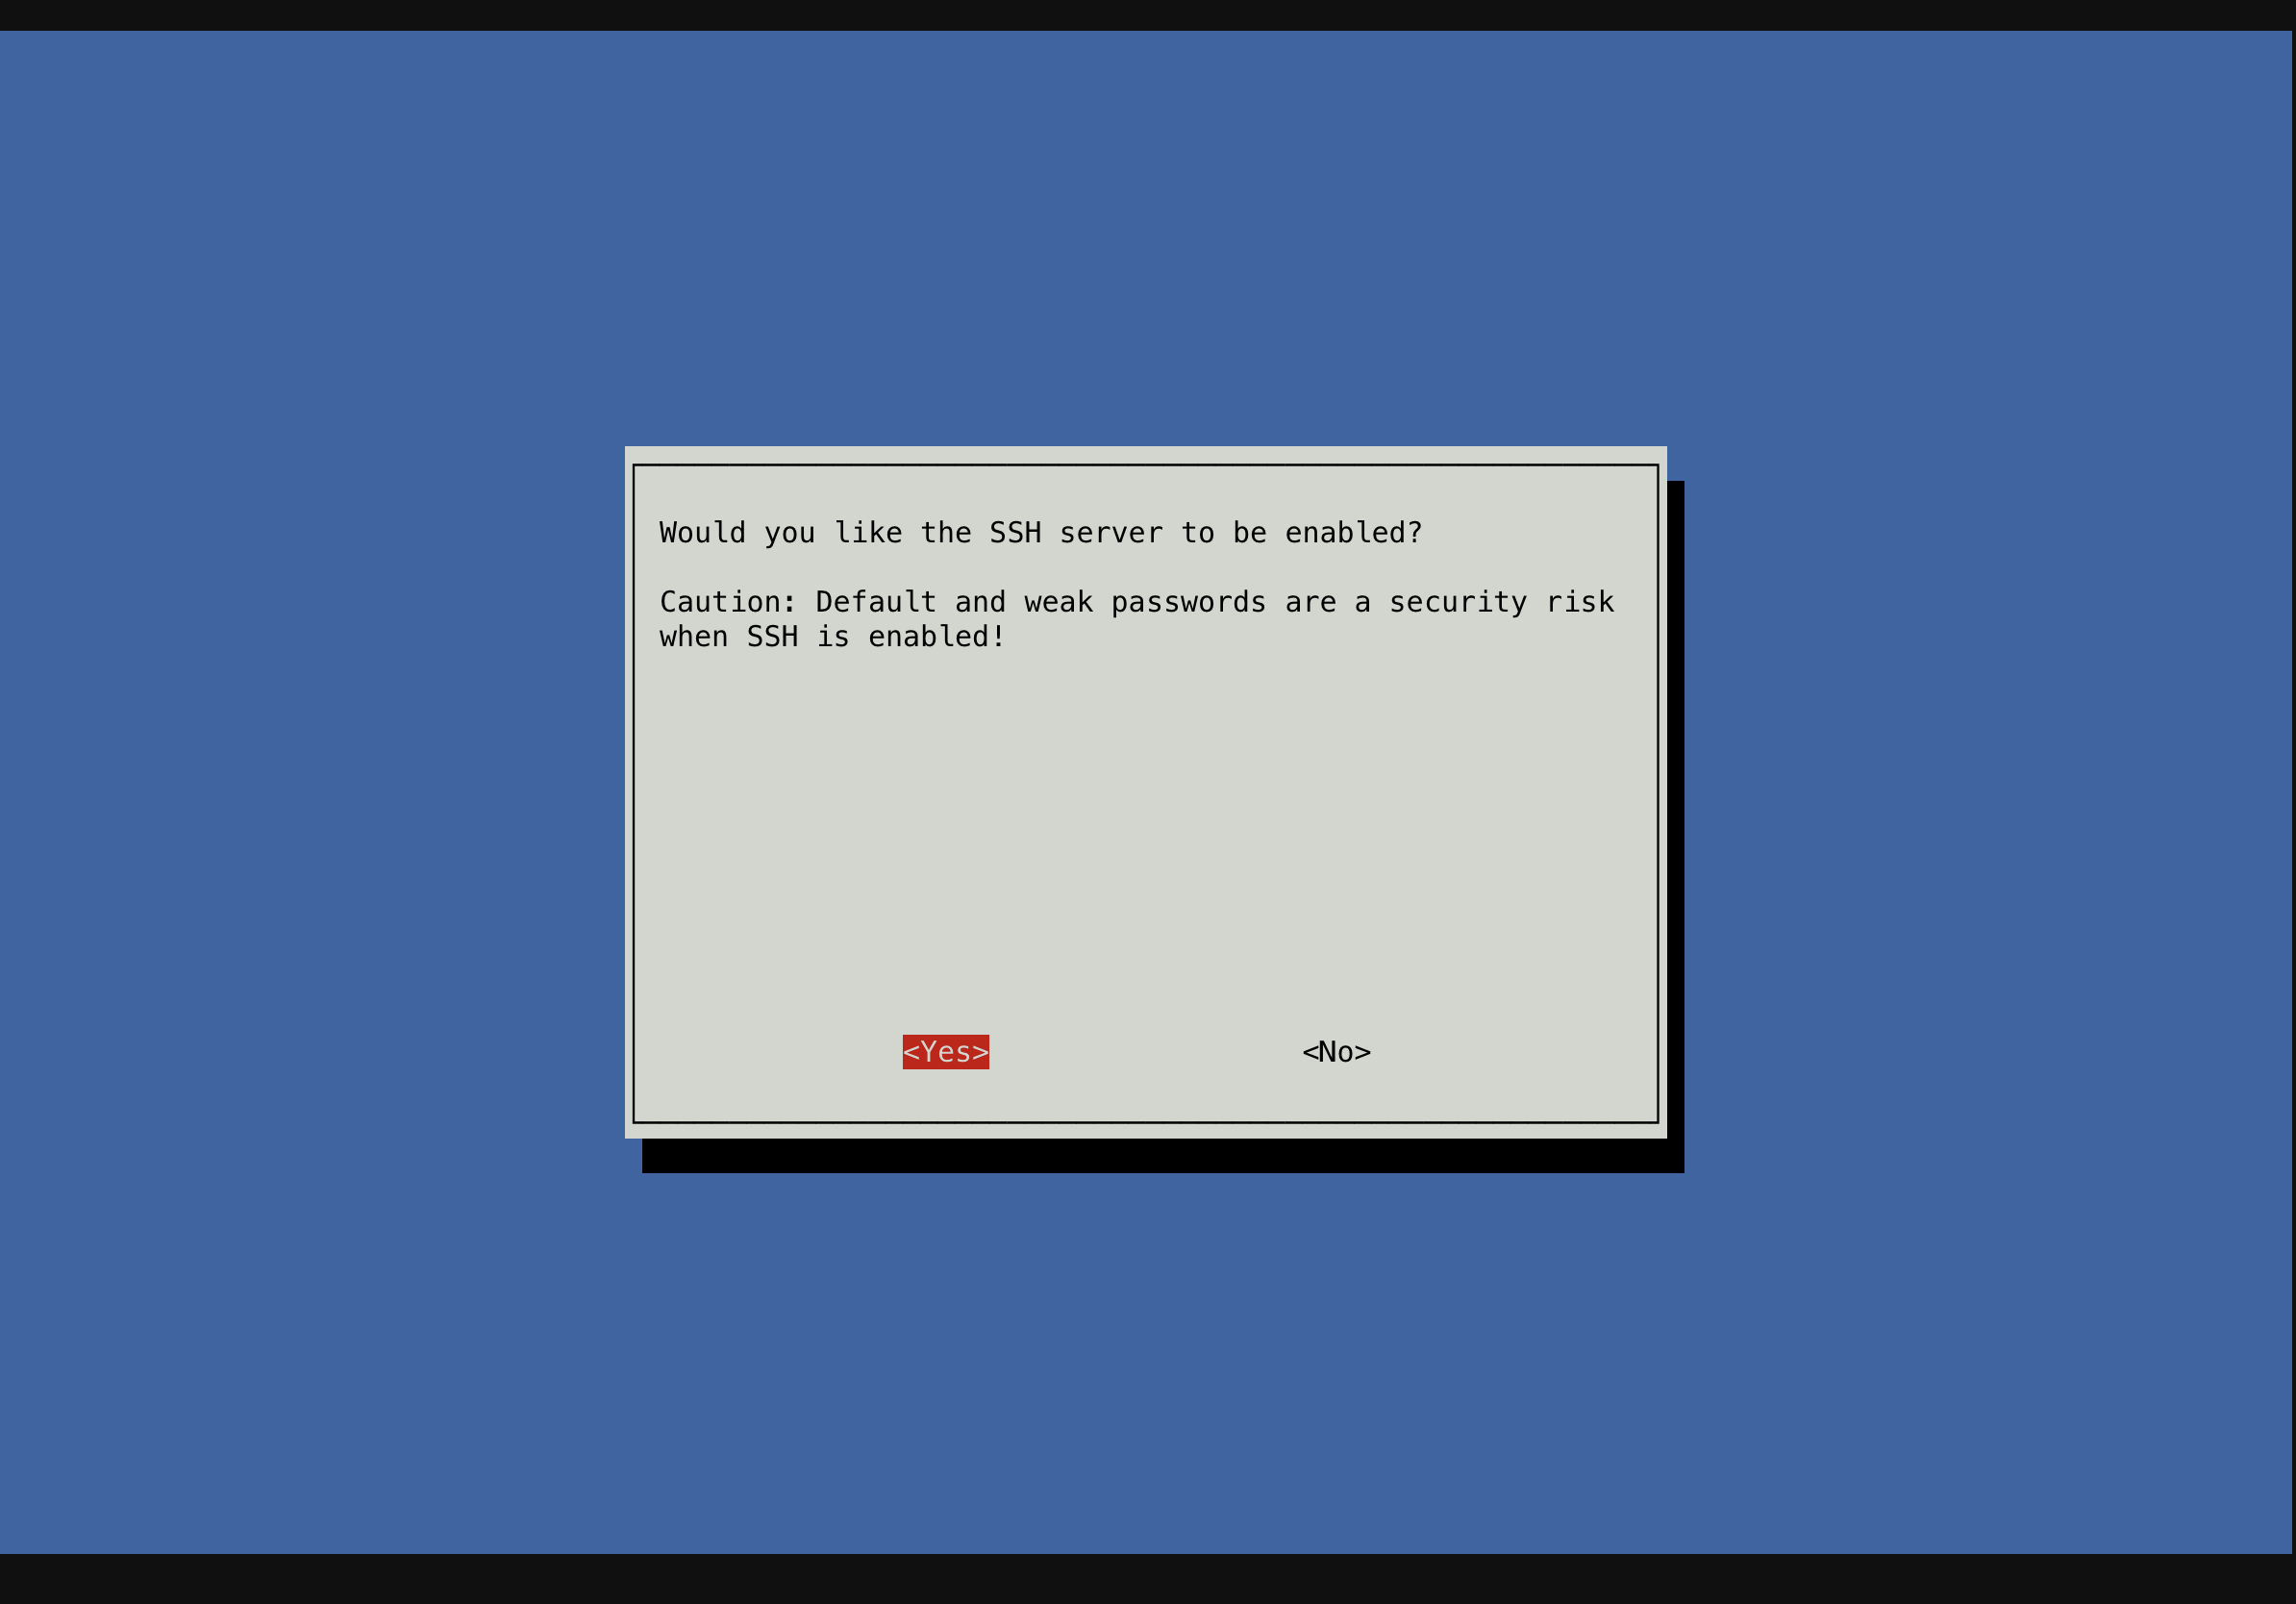 Would you like the SSH server to be enabled?
Caution: Default and weak passwords are a security risk
when SSH is enabled!
<Yes> <No>